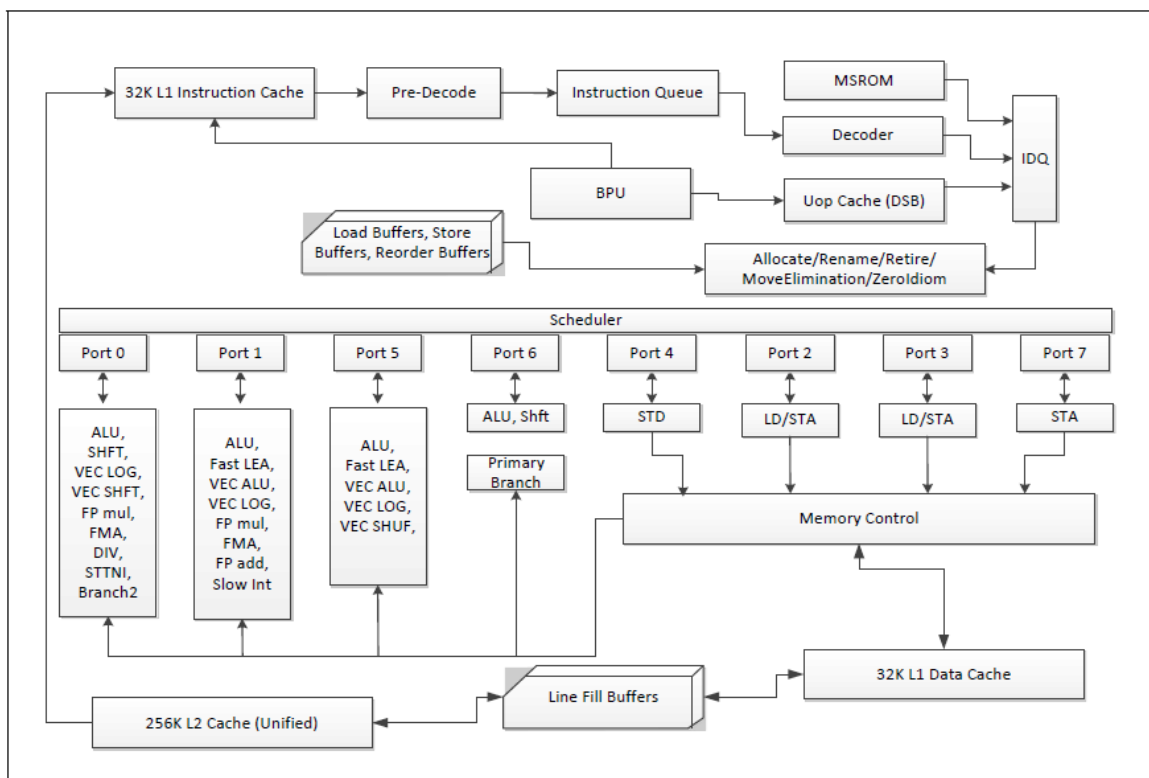 32K L1 Instruction Cache
Pre-Decode
Instruction Queue
MSROM
Decoder
IDQ
BPU
Uop Cache (DSB)
Load Buffers, Store
Buffers, Reorder Buffers
Allocate/Rename/Retire/
MoveElimination/ZeroIdiom
Scheduler
Port 0
Port 1
Port 5
Port 6
Port 4
Port 2
Port 3
Port 7
ALU,
SHFT,
VEC LOG,
VEC SHFT,
FP mul,
FMA,
DIV,
STTNI,
Branch2
ALU,
Fast LEA,
VEC ALU,
VEC LOG,
FP mul,
FMA,
FP add,
Slow Int
ALU,
Fast LEA,
VEC ALU,
VEC LOG,
VEC SHUF,
ALU, Shft
Primary
Branch
STD
LD/STA
LD/STA
STA
Memory Control
32K L1 Data Cache
Line Fill Buffers
256K L2 Cache (Unified)